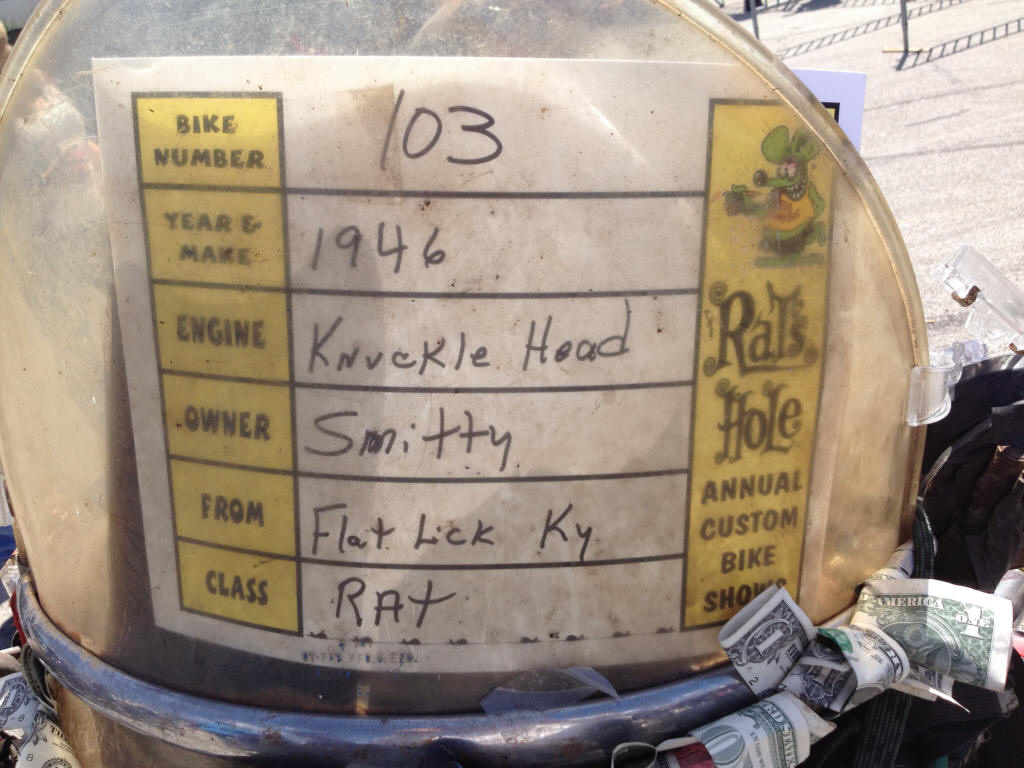 BIKE NUMBER
103
YEAR & MAKE
1946
ENGINE
Knuckle Head
OWNER
Smitty
FROM
Flat Lick Ky
CLASS
RAt
RAT'S
HOLE
ANNUAL
CUSTOM
BIKE
SHOWS
AMERICA
ONE
1